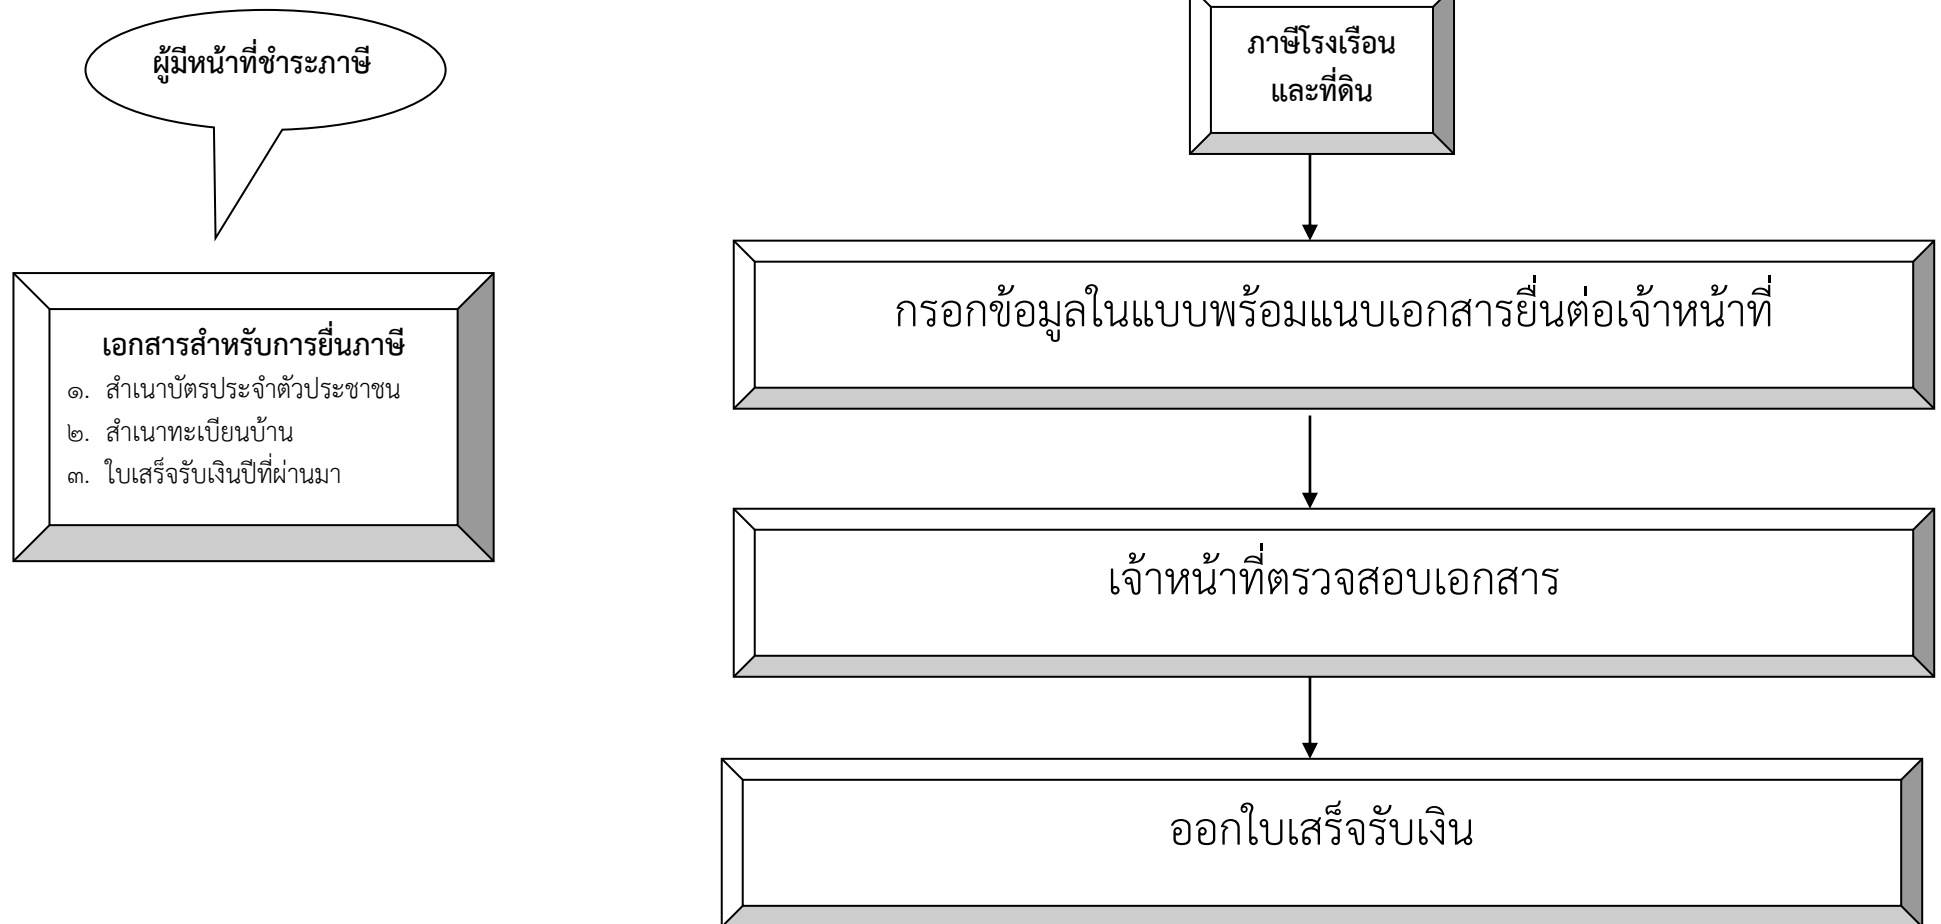 ผู้มีหน้าที่ชำระภาษี
เอกสารสำหรับการยื่นภาษี
๑. สำเนาบัตรประจำตัวประชาชน
๒. สำเนาทะเบียนบ้าน
๓. ใบเสร็จรับเงินปีที่ผ่านมา
ภาษีโรงเรือน
และที่ดิน
กรอกข้อมูลในแบบพร้อมแนบเอกสารยื่นต่อเจ้าหน้าที่
เจ้าหน้าที่ตรวจสอบเอกสาร
ออกใบเสร็จรับเงิน